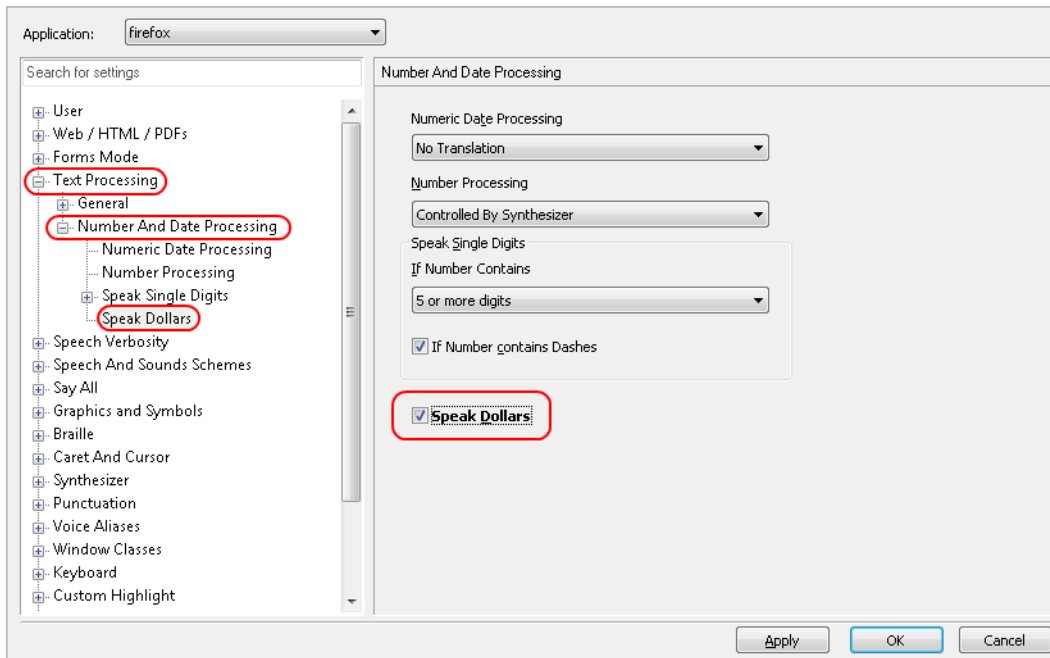 Application: firefox
Search for settings
User
Web / HTML / PDFs
Forms Mode
Text Processing
General
Number And Date Processing
Numeric Date Processing
Number Processing
Speak Single Digits
Speak Dollars
Speech Verbosity
Speech And Sounds Schemes
Say All
Graphics and Symbols
Braille
Caret And Cursor
Synthesizer
Punctuation
Voice Aliases
Window Classes
Keyboard
Custom Highlight
Number And Date Processing
Numeric Date Processing
No Translation
Number Processing
Controlled By Synthesizer
Speak Single Digits
If Number Contains
5 or more digits
If Number contains Dashes
Speak Dollars
Apply OK Cancel